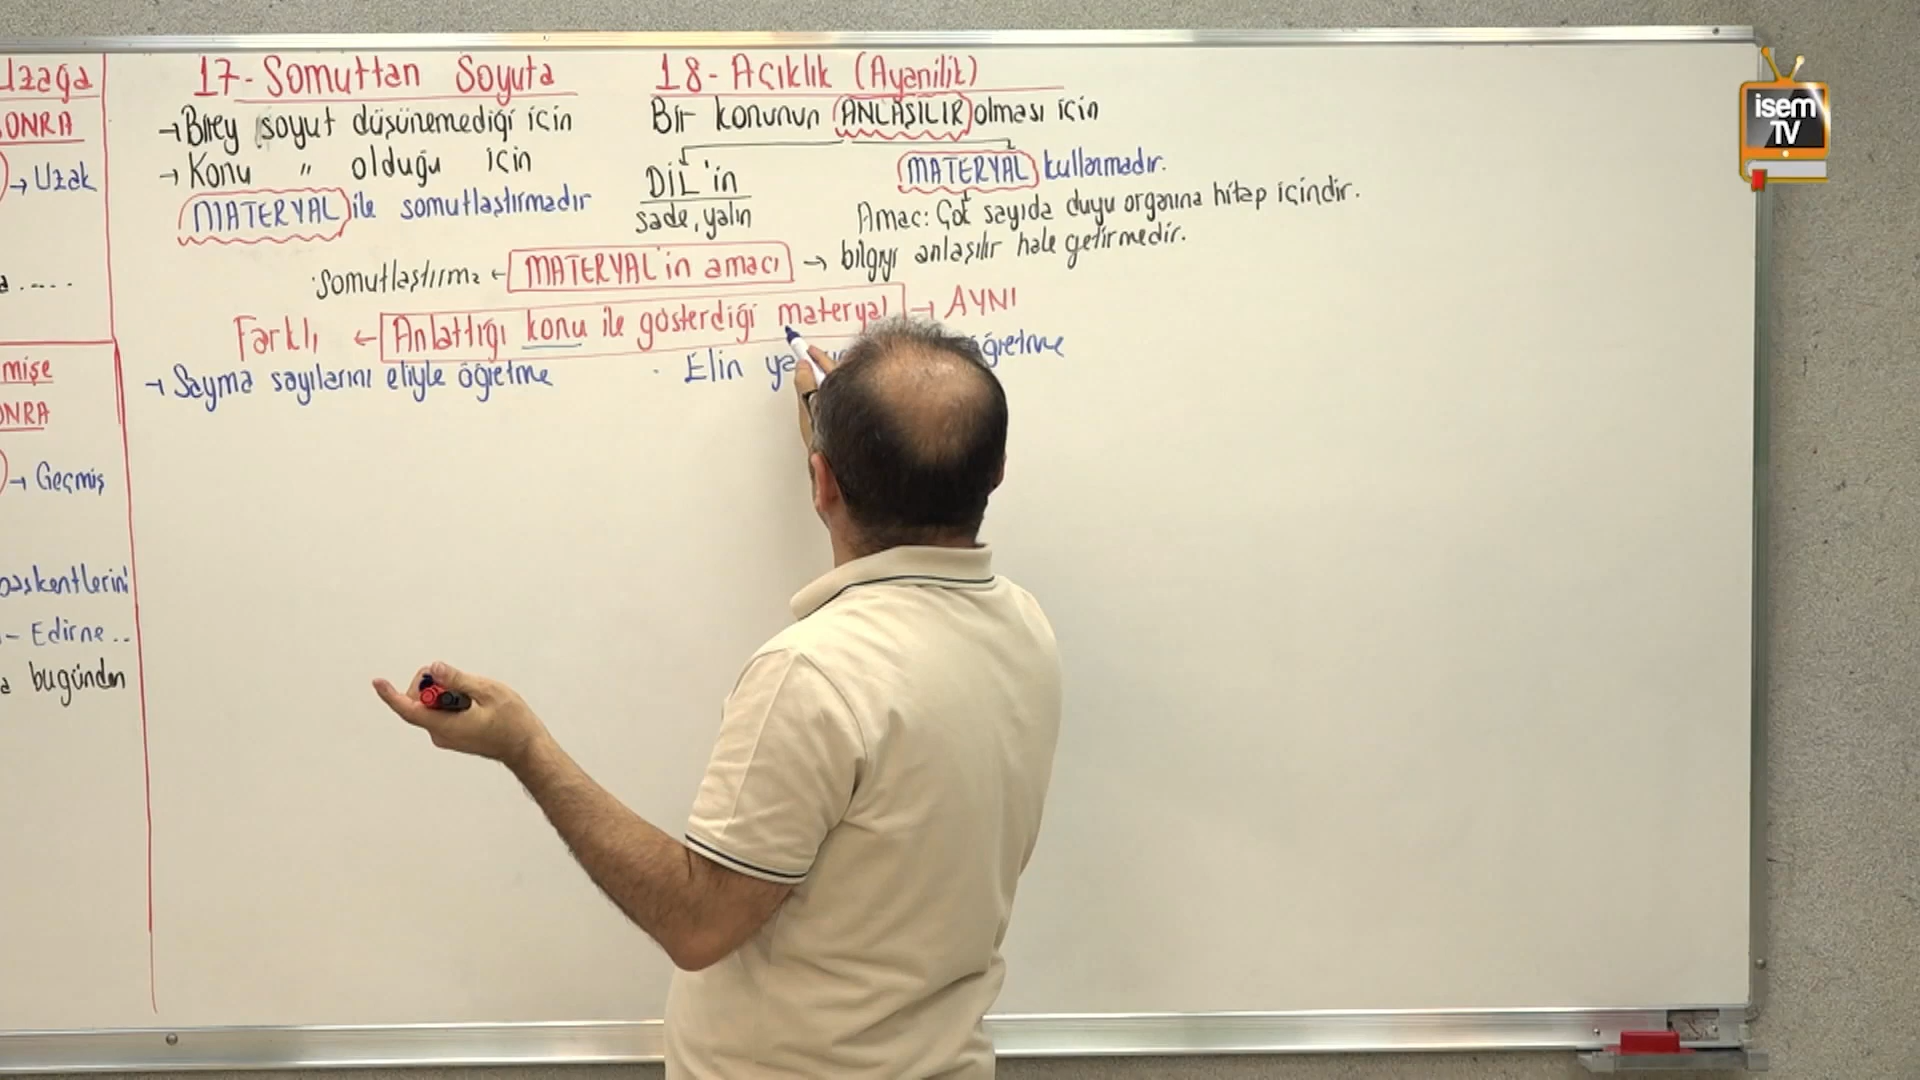 Uzağa
SONRA
→ Uzak
a .....
mişe
ONRA
→ Geçmiş
başkentlerini
- Edirne ..
a bugünden
17- Somuttan Soyuta
→ Birey soyut düşünemediği için
→ Konu " olduğu için
MATERYAL ile somutlaştırmadır
18- Açıklık (Ayanilik)
Bir konunun ANLAŞILIR olması için
DİL'in
sade, yalın
MATERYAL kullanmadır.
Amac: Çok sayıda duyu organına hitap içindir.
Somutlaştırma ← MATERYAL'in amacı → bilgiyi anlaşılır hale getirmedir.
Farklı ← Anlattığı konu ile gösterdiği materyal → AYNI
→ Sayma sayılarını eliyle öğretme
. Elin öğretme
isem
TV